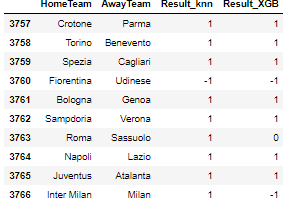 HomeTeam AwayTeam Result_knn Result_XGB
3757 Crotone Parma 1 1
3758 Torino Benevento 1 1
3759 Spezia Cagliari 1 1
3760 Fiorentina Udinese -1 -1
3761 Bologna Genoa 1 1
3762 Sampdoria Verona 1 1
3763 Roma Sassuolo 1 0
3764 Napoli Lazio 1 1
3765 Juventus Atalanta 1 1
3766 Inter Milan Milan 1 -1